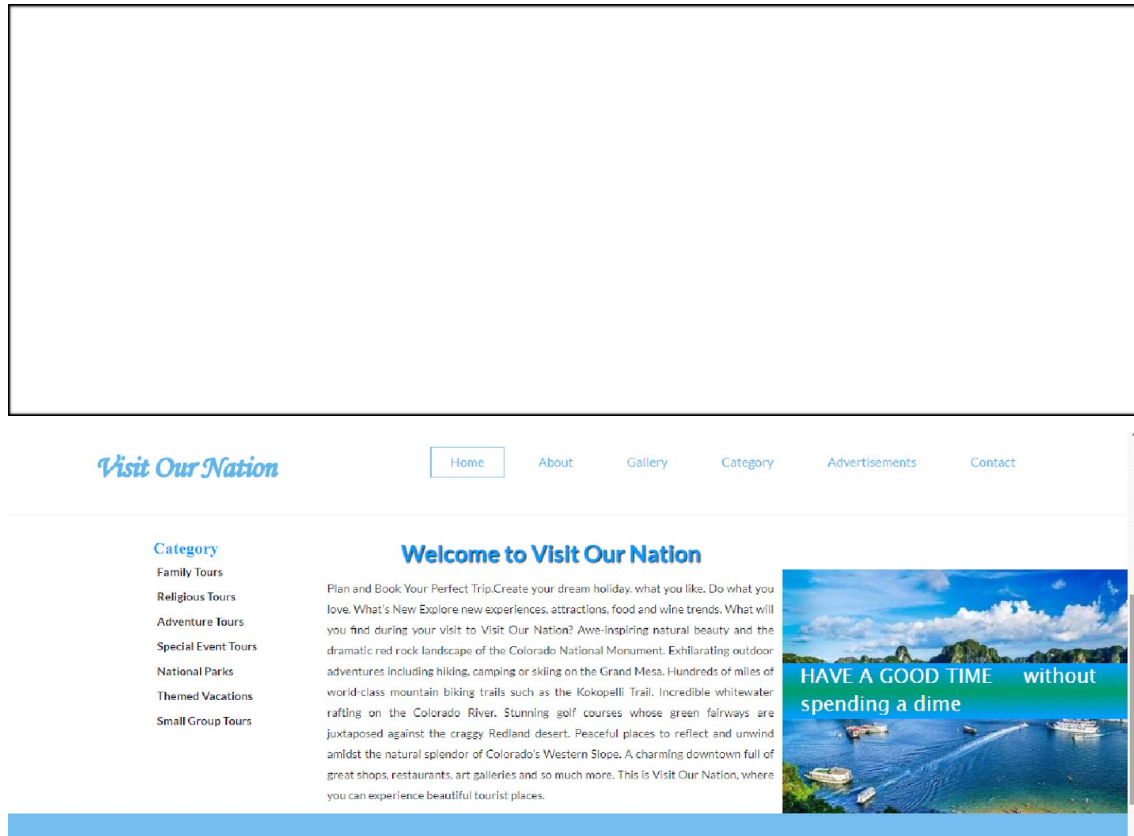 Visit Our Nation
Home About Gallery Category Advertisements Contact
Category
Family Tours
Religious Tours
Adventure Tours
Special Event Tours
National Parks
Themed Vacations
Small Group Tours
Welcome to Visit Our Nation
Plan and Book Your Perfect Trip.Create your dream holiday. what you like. Do what you
love. What's New Explore new experiences, attractions, food and wine trends. What will
you find during your visit to Visit Our Nation? Awe-inspiring natural beauty and the
dramatic red rock landscape of the Colorado National Monument. Exhilarating outdoor
adventures including hiking, camping or skiing on the Grand Mesa. Hundreds of miles of
world-class mountain biking trails such as the Kokopelli Trail. Incredible whitewater
rafting on the Colorado River. Stunning golf courses whose green fairways are
juxtaposed against the craggy Redland desert. Peaceful places to reflect and unwind
amidst the natural splendor of Colorado's Western Slope. A charming downtown full of
great shops, restaurants, art galleries and so much more. This is Visit Our Nation, where
you can experience beautiful tourist places.
HAVE A GOOD TIME without
spending a dime